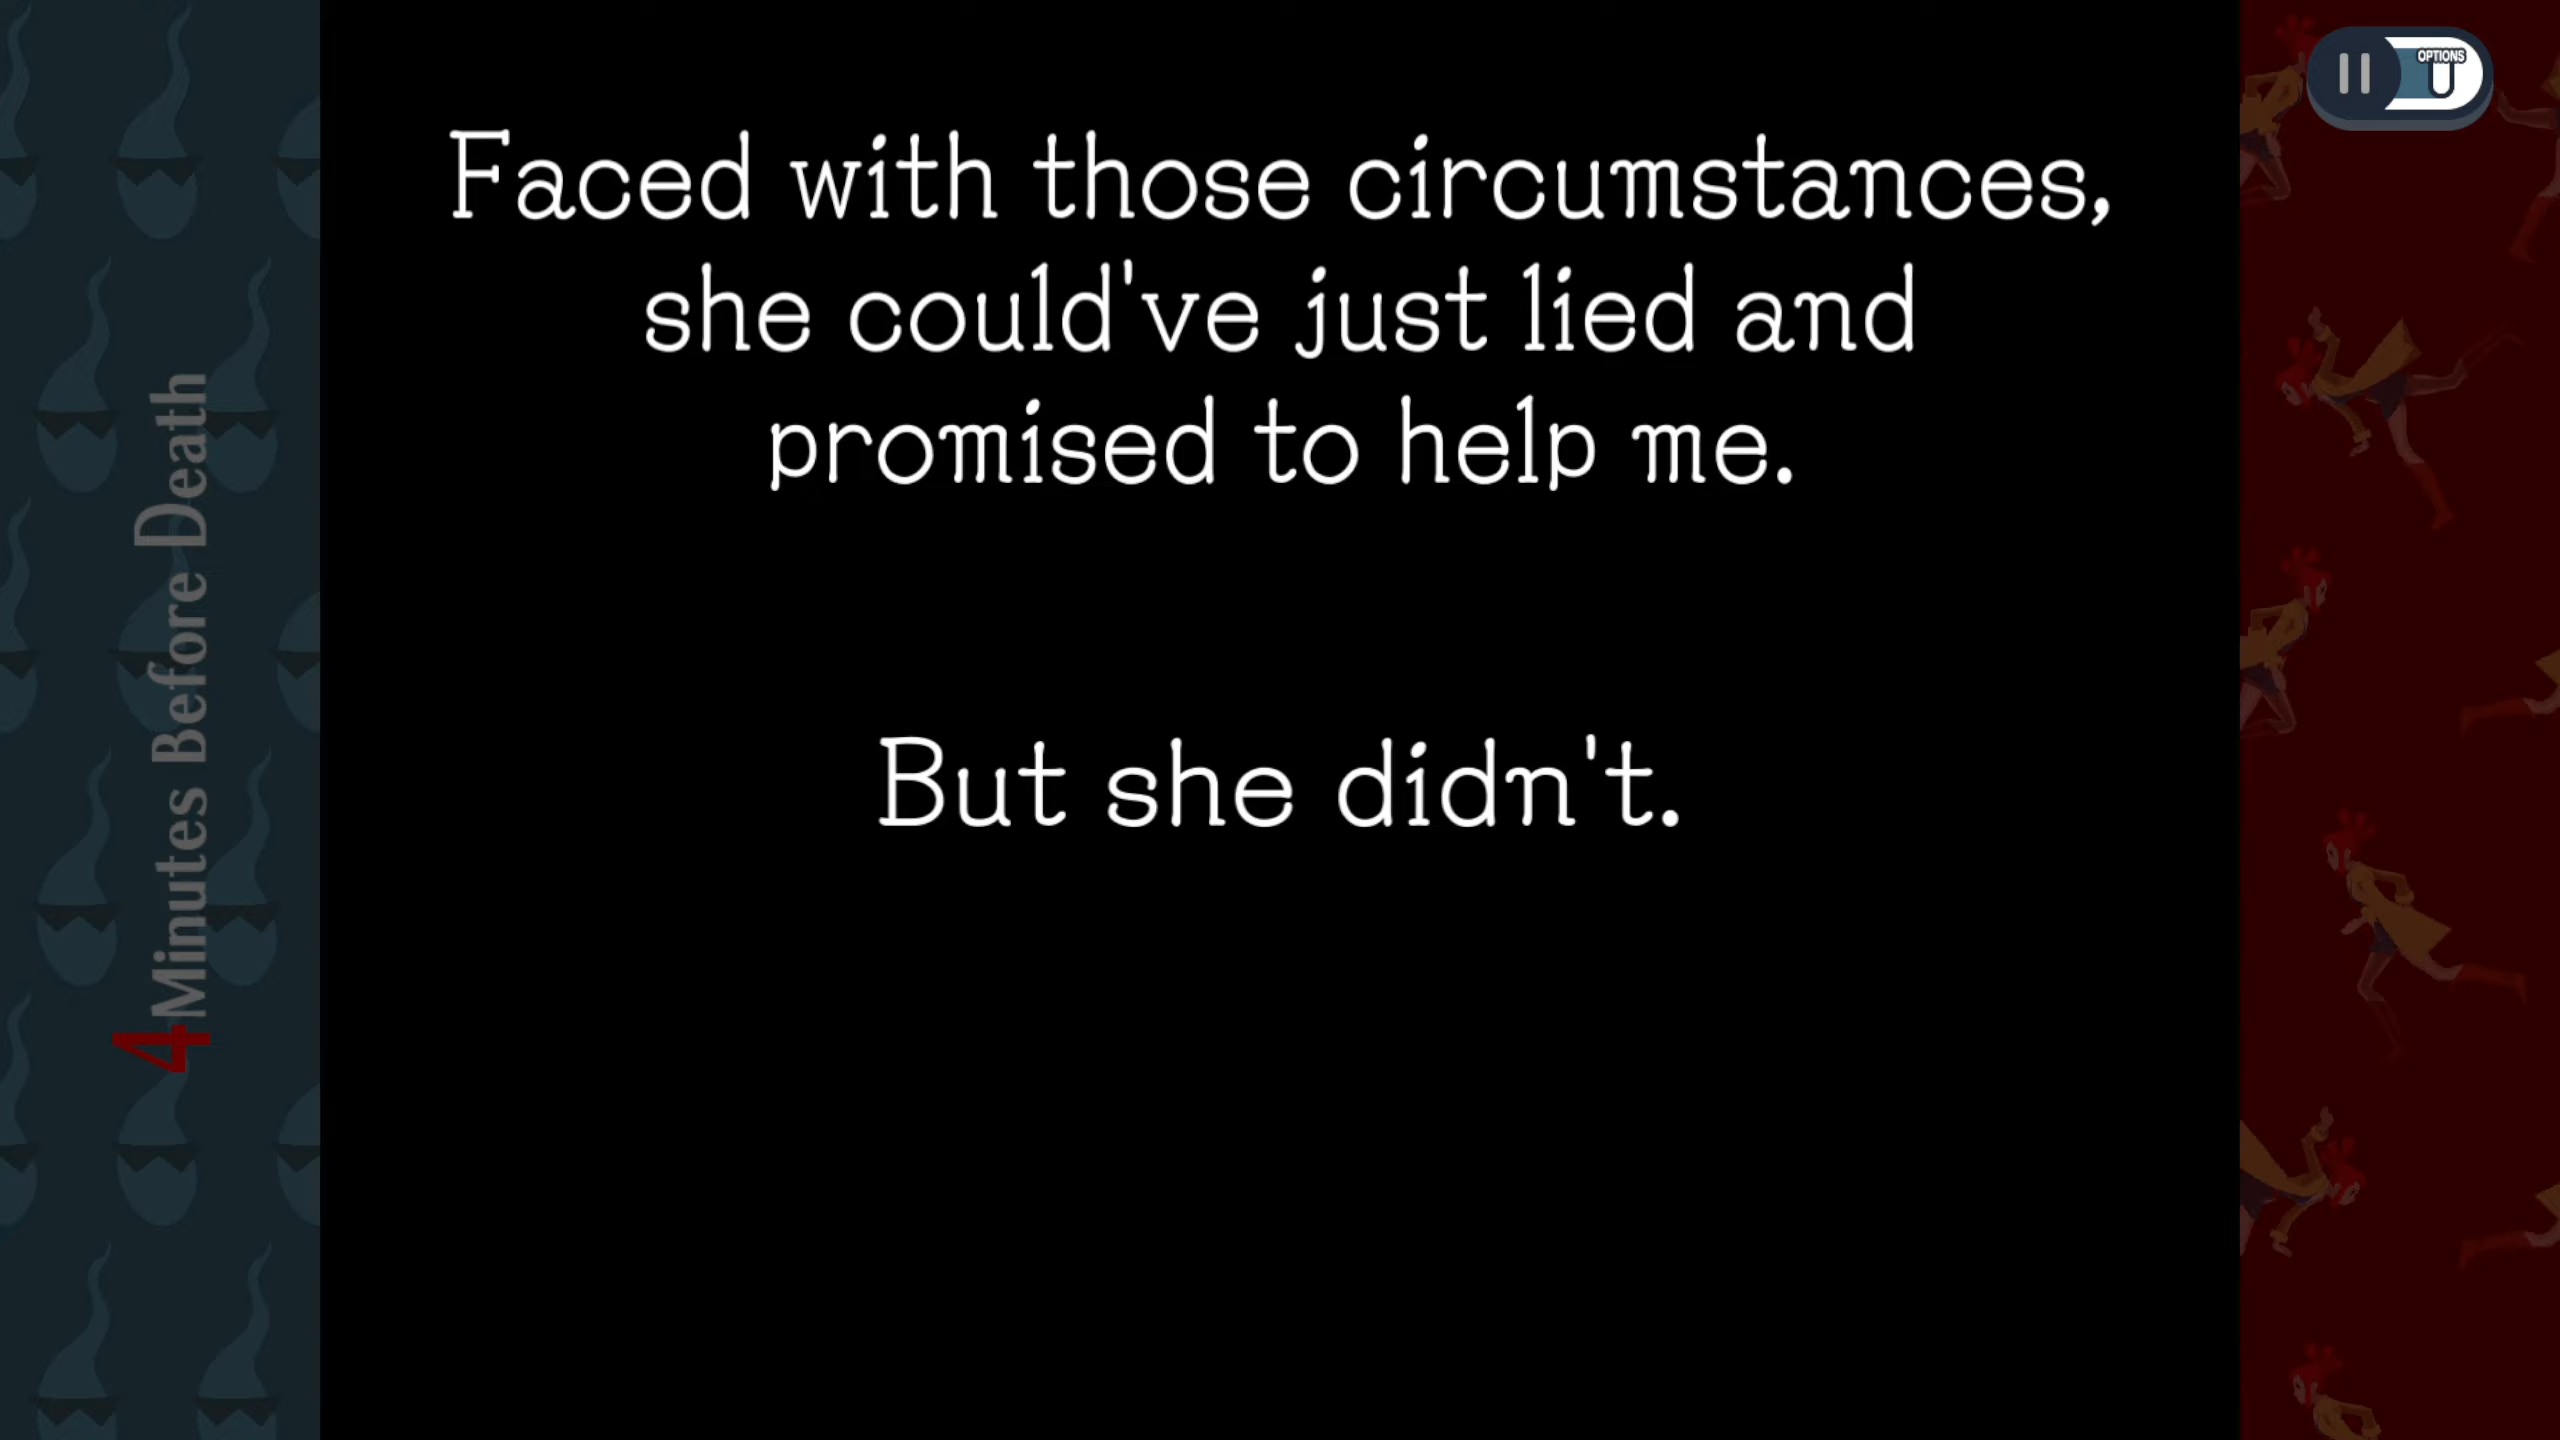 Faced with those circumstances,
she could've just lied and
promised to help me.
But she didn't.
4 Minutes Before Death
OPTIONS